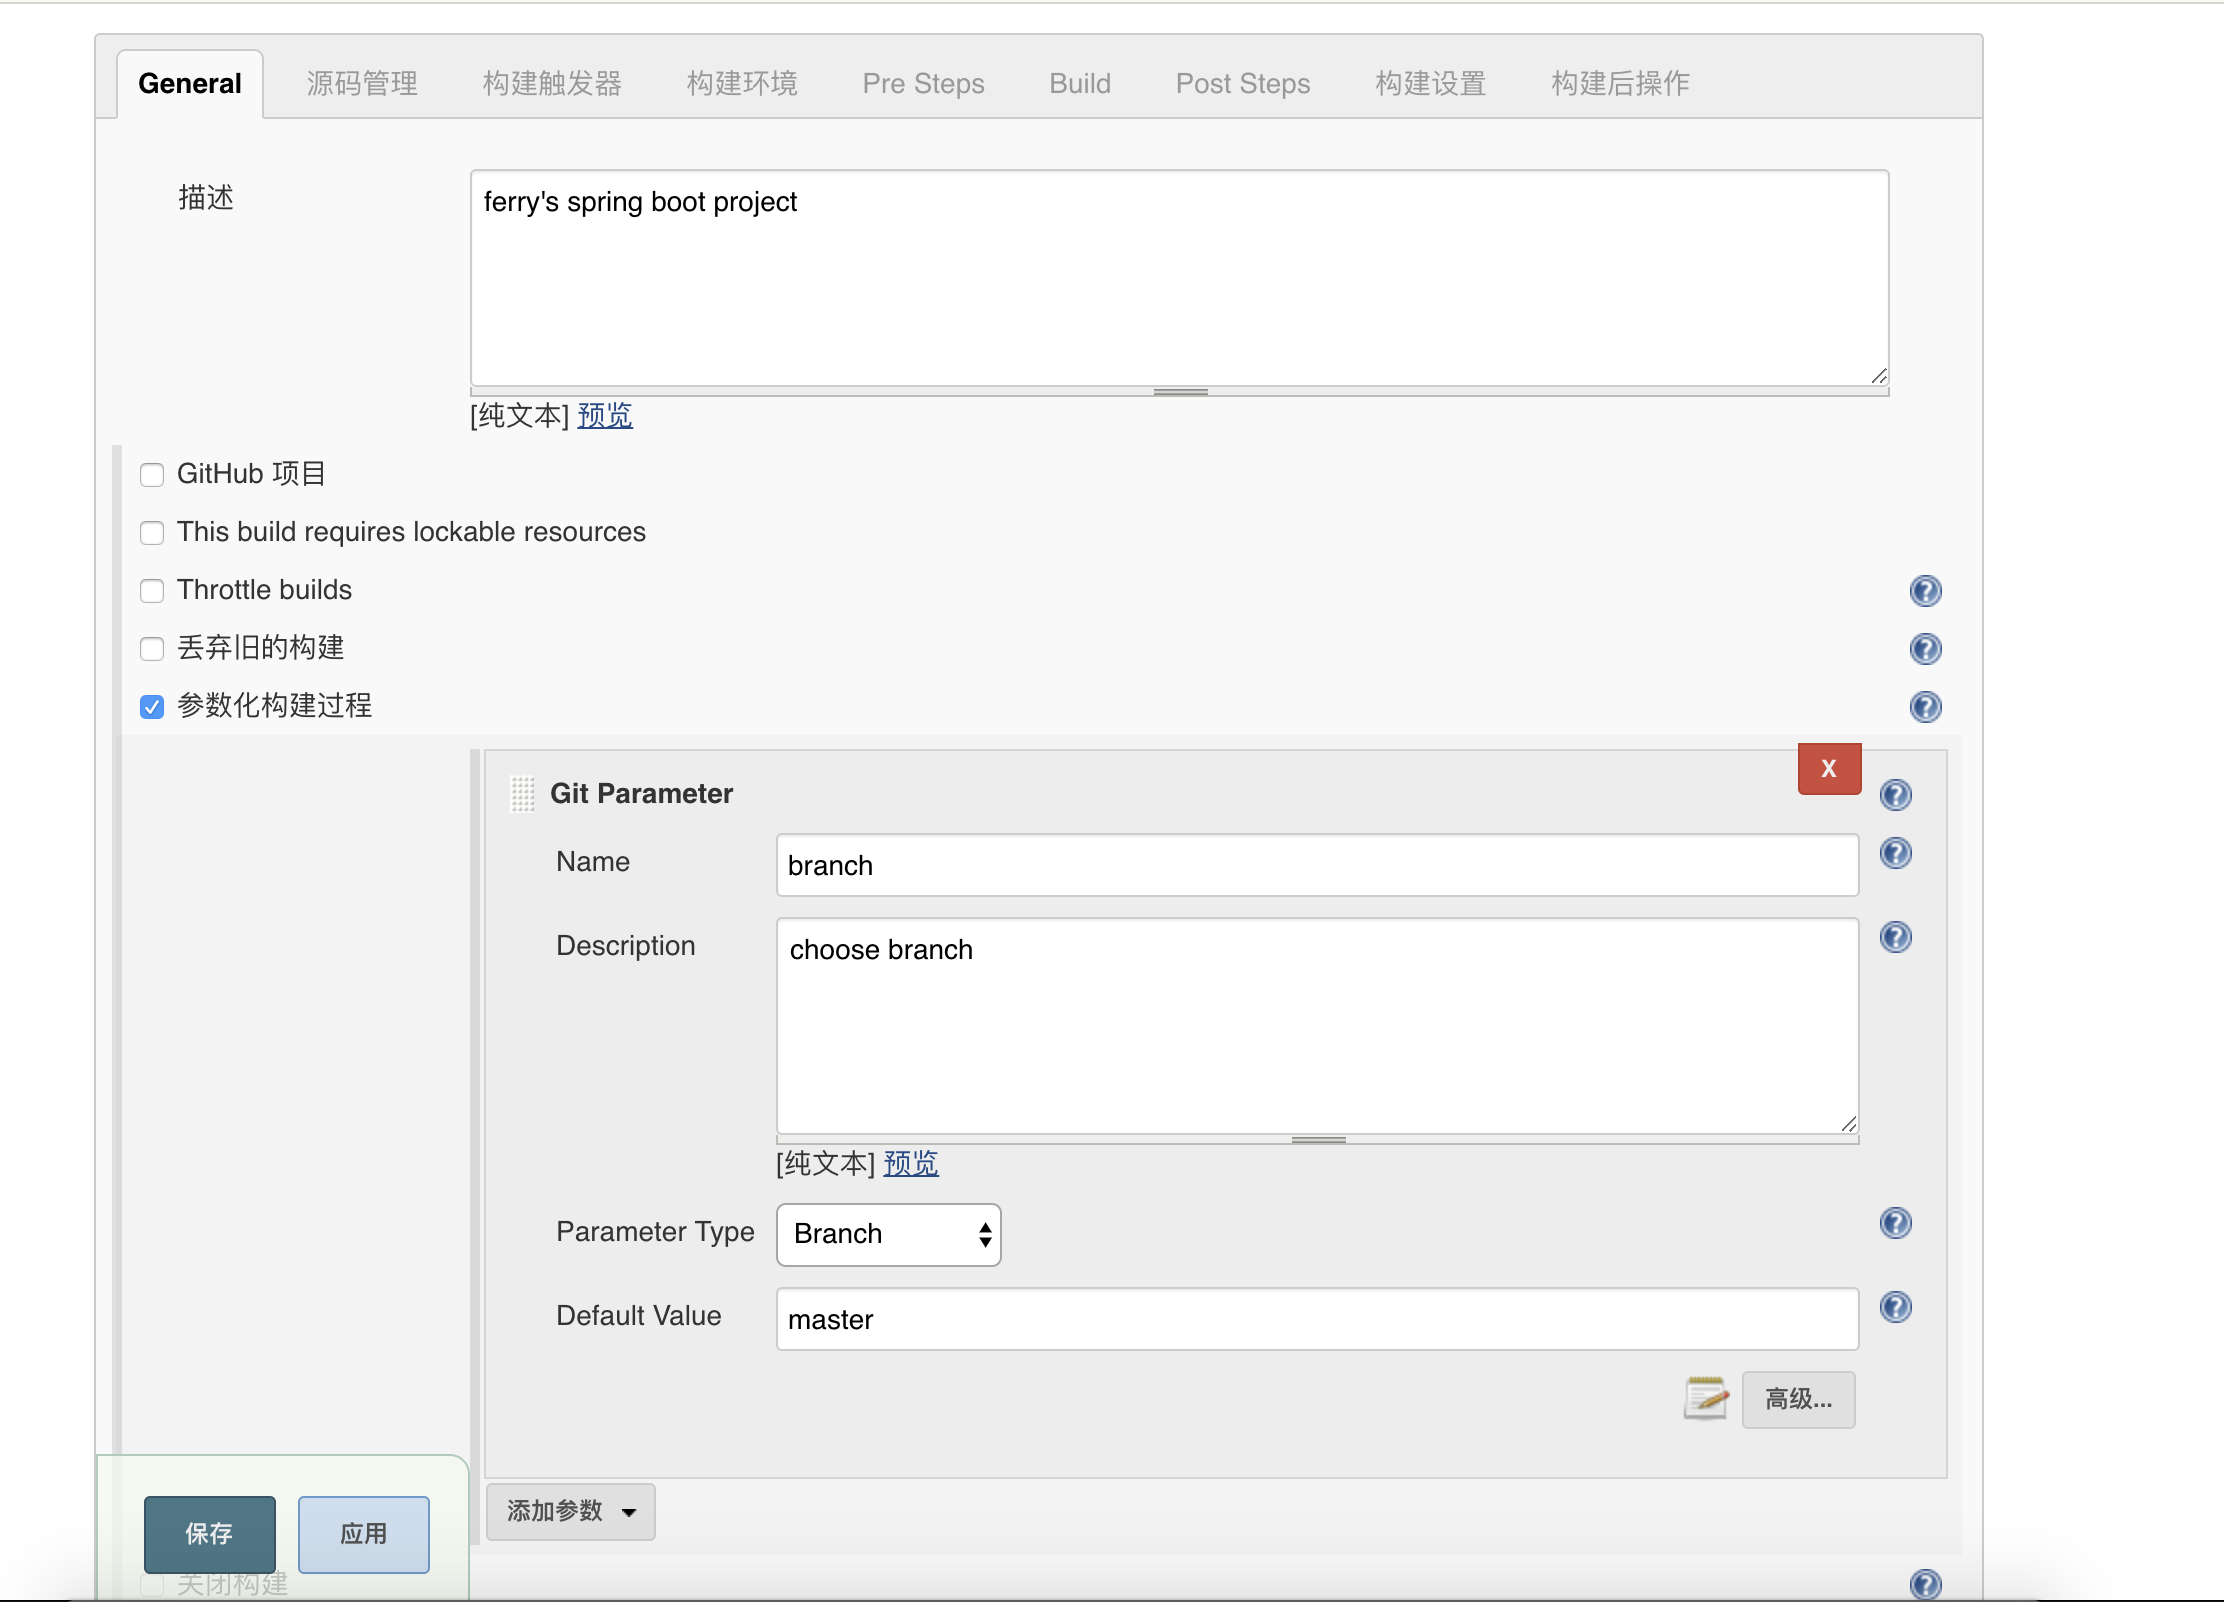 General 源码管理 构建触发器 构建环境 Pre Steps Build Post Steps 构建设置 构建后操作
描述
ferry's spring boot project
[纯文本] 预览
GitHub 项目
This build requires lockable resources
Throttle builds
丢弃旧的构建
参数化构建过程
X
Git Parameter
Name
branch
Description
choose branch
[纯文本] 预览
Parameter Type
Branch
Default Value
master
高级...
添加参数
保存
应用
关闭构建